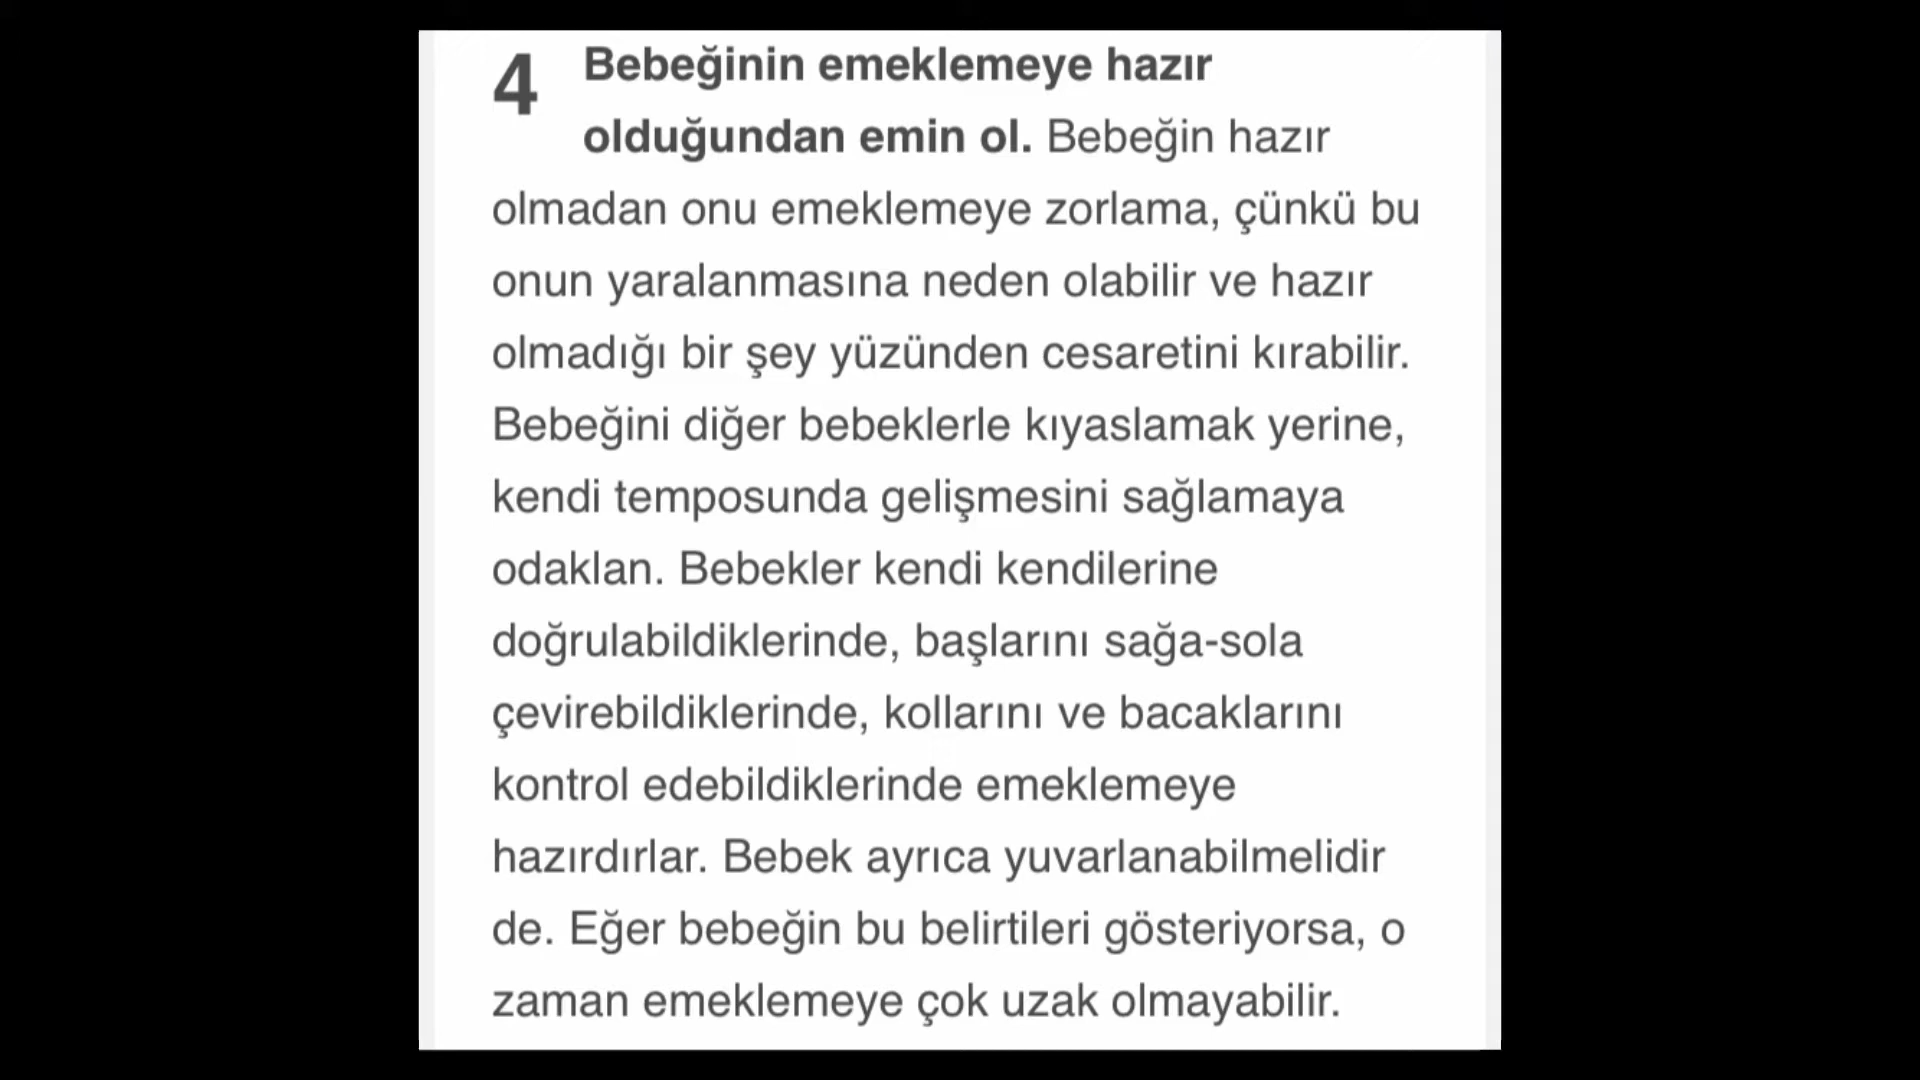 4 Bebeğinin emeklemeye hazır
olduğundan emin ol. Bebeğin hazır
olmadan onu emeklemeye zorlama, çünkü bu
onun yaralanmasına neden olabilir ve hazır
olmadığı bir şey yüzünden cesaretini kırabilir.
Bebeğini diğer bebeklerle kıyaslamak yerine,
kendi temposunda gelişmesini sağlamaya
odaklan. Bebekler kendi kendilerine
doğrulabildiklerinde, başlarını sağa-sola
çevirebildiklerinde, kollarını ve bacaklarını
kontrol edebildiklerinde emeklemeye
hazırdırlar. Bebek ayrıca yuvarlanabilmelidir
de. Eğer bebeğin bu belirtileri gösteriyorsa, o
zaman emeklemeye çok uzak olmayabilir.